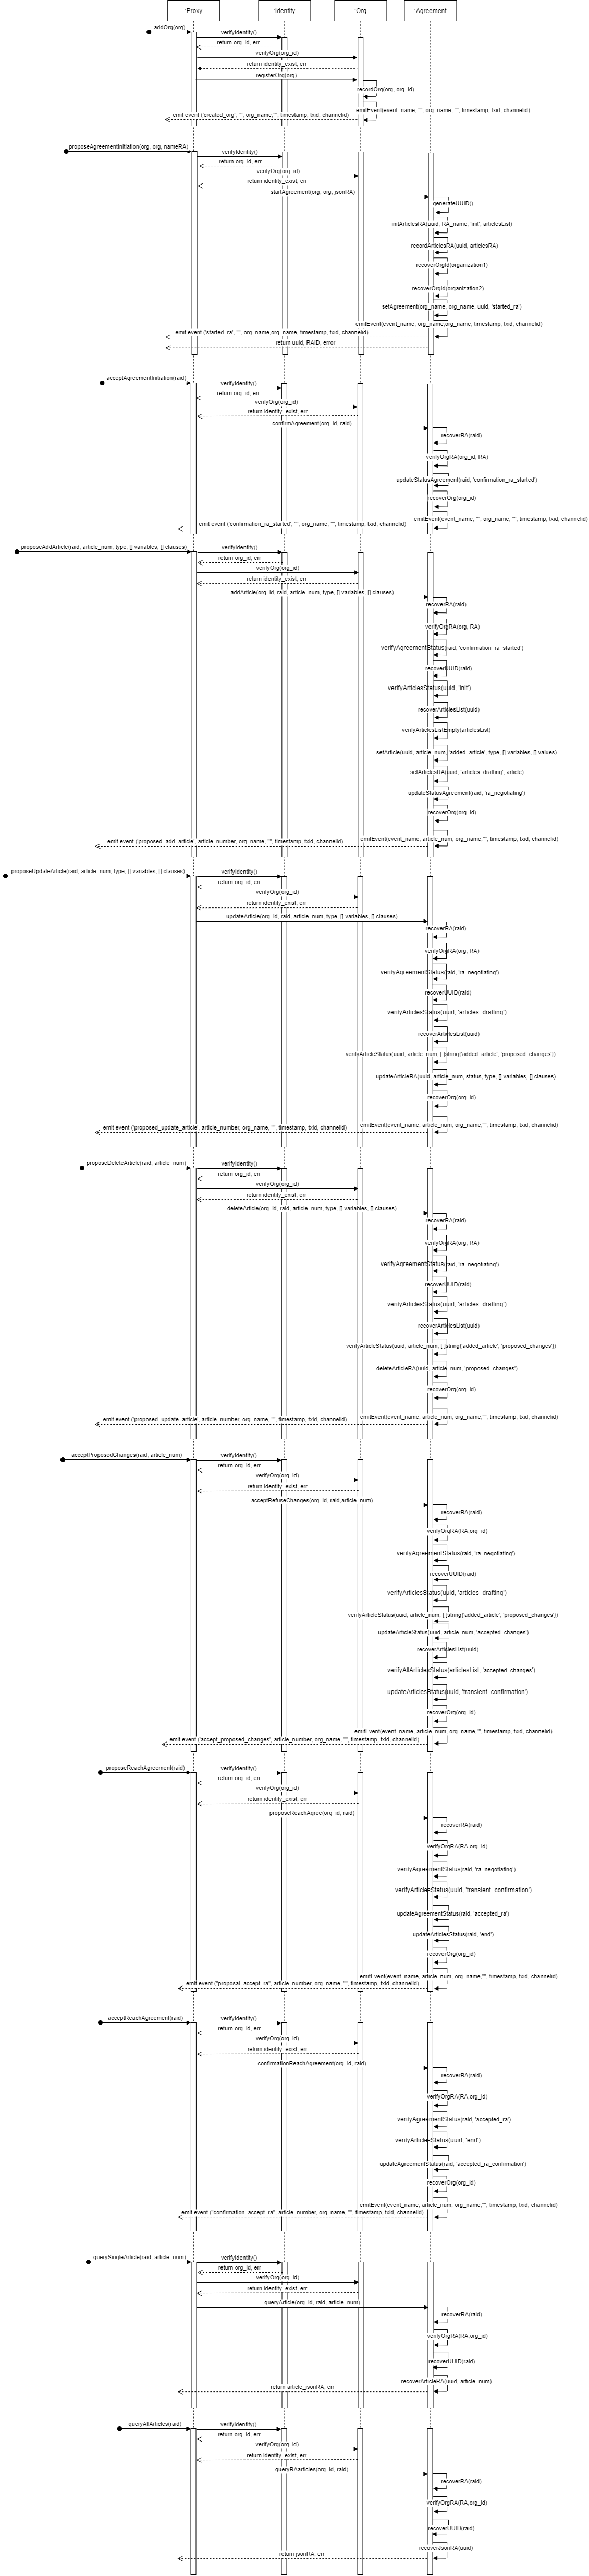 :Proxy
:Identity
:Org
:Agreement
addOrg(org)
verifyIdentity()
return org_id, err
verifyOrg(org_id)
return identity_exist, err
registerOrg(org)
recordOrg(org, org_id)
emitEvent(event_name, "", org_name, "", timestamp, txid, channelid)
emit event ('created_org', "", org_name,"", timestamp, txid, channelid)
proposeAgreementInitiation(org, org, nameRA)
verifyIdentity()
return org_id, err
verifyOrg(org_id)
return identity_exist, err
startAgreement(org, org, jsonRA)
generateUUID()
initArticlesRA(uuid, RA_name, 'init', articlesList)
recordArticlesRA(uuid, articlesRA)
recoverOrgId(organization1)
recoverOrgId(organization2)
setAgreement(org_name, org_name, uuid, 'started_ra')
emitEvent(event_name, org_name,org_name, timestamp, txid, channelid)
emit event ('started_ra', "", org_name,org_name, timestamp, txid, channelid)
return uuid, RAID, error
acceptAgreementInitiation(raid)
verifyIdentity()
return org_id, err
verifyOrg(org_id)
return identity_exist, err
confirmAgreement(org_id, raid)
recoverRA(raid)
verifyOrgRA(org_id, RA)
updateStatusAgreement(raid, 'confirmation_ra_started')
recoverOrg(org_id)
emitEvent(event_name, "", org_name, "", timestamp, txid, channelid)
emit event ('confirmation_ra_started', "", org_name, "", timestamp, txid, channelid)
proposeAddArticle(raid, article_num, type, [] variables, [] clauses)
verifyIdentity()
return org_id, err
verifyOrg(org_id)
return identity_exist, err
addArticle(org_id, raid, article_num, type, [] variables, [] clauses)
recoverRA(raid)
verifyOrgRA(org, RA)
verifyAgreementStatus(raid, 'confirmation_ra_started')
recoverUUID(raid)
verifyArticlesStatus(uuid, 'init')
recoverArticlesList(uuid)
verifyArticlesListEmpty(articlesList)
setArticle(uuid, article_num, 'added_article', type, [] variables, [] values)
setArticlesRA(uuid, 'articles_drafting', article)
updateStatusAgreement(raid, 'ra_negotiating')
recoverOrg(org_id)
emitEvent(event_name, article_num, org_name,"", timestamp, txid, channelid)
emit event ('proposed_add_article', article_number, org_name, "", timestamp, txid, channelid)
proposeUpdateArticle(raid, article_num, type, [] variables, [] clauses)
verifyIdentity()
return org_id, err
verifyOrg(org_id)
return identity_exist, err
updateArticle(org_id, raid, article_num, type, [] variables, [] clauses)
recoverRA(raid)
verifyOrgRA(org, RA)
verifyAgreementStatus(raid, 'ra_negotiating')
recoverUUID(raid)
verifyArticlesStatus(uuid, 'articles_drafting')
recoverArticlesList(uuid)
verifyArticleStatus(uuid, article_num, [ ]string{'added_article', 'proposed_changes'})
updateArticleRA(uuid, article_num, status, type, [] variables, [] clauses)
recoverOrg(org_id)
emitEvent(event_name, article_num, org_name,"", timestamp, txid, channelid)
emit event ('proposed_update_article', article_number, org_name, "", timestamp, txid, channelid)
proposeDeleteArticle(raid, article_num)
verifyIdentity()
return org_id, err
verifyOrg(org_id)
return identity_exist, err
deleteArticle(org_id, raid, article_num, type, [] variables, [] clauses)
recoverRA(raid)
verifyOrgRA(org, RA)
verifyAgreementStatus(raid, 'ra_negotiating')
recoverUUID(raid)
verifyArticlesStatus(uuid, 'articles_drafting')
recoverArticlesList(uuid)
verifyArticleStatus(uuid, article_num, [ ]string{'added_article', 'proposed_changes'})
deleteArticleRA(uuid, article_num, 'proposed_changes')
recoverOrg(org_id)
emitEvent(event_name, article_num, org_name,"", timestamp, txid, channelid)
emit event ('proposed_update_article', article_number, org_name, "", timestamp, txid, channelid)
acceptProposedChanges(raid, article_num)
verifyIdentity()
return org_id, err
verifyOrg(org_id)
return identity_exist, err
acceptRefuseChanges(org_id, raid,article_num)
recoverRA(raid)
verifyOrgRA(RA,org_id)
verifyAgreementStatus(raid, 'ra_negotiating')
recoverUUID(raid)
verifyArticlesStatus(uuid, 'articles_drafting')
verifyArticleStatus(uuid, article_num, [ ]string{'added_article', 'proposed_changes'})
updateArticleStatus(uuid, article_num, 'accepted_changes')
recoverArticlesList(uuid)
verifyAllArticlesStatus(articlesList, 'accepted_changes')
updateArticlesStatus(uuid, 'transient_confirmation')
recoverOrg(org_id)
emitEvent(event_name, article_num, org_name,"", timestamp, txid, channelid)
emit event ('accept_proposed_changes', article_number, org_name, "", timestamp, txid, channelid)
proposeReachAgreement(raid)
verifyIdentity()
return org_id, err
verifyOrg(org_id)
return identity_exist, err
proposeReachAgree(org_id, raid)
recoverRA(raid)
verifyOrgRA(RA,org_id)
verifyAgreementStatus(raid, 'ra_negotiating')
verifyArticlesStatus(uuid, 'transient_confirmation')
updateAgreementStatus(raid, 'accepted_ra')
updateArticlesStatus(raid, 'end')
recoverOrg(org_id)
emitEvent(event_name, article_num, org_name,"", timestamp, txid, channelid)
emit event ("proposal_accept_ra", article_number, org_name, "", timestamp, txid, channelid)
acceptReachAgreement(raid)
verifyIdentity()
return org_id, err
verifyOrg(org_id)
return identity_exist, err
confirmationReachAgreement(org_id, raid)
recoverRA(raid)
verifyOrgRA(RA,org_id)
verifyAgreementStatus(raid, 'accepted_ra')
verifyArticlesStatus(uuid, 'end')
updateAgreementStatus(raid, 'accepted_ra_confirmation')
recoverOrg(org_id)
emitEvent(event_name, article_num, org_name,"", timestamp, txid, channelid)
emit event ("confirmation_accept_ra", article_number, org_name, "", timestamp, txid, channelid)
querySingleArticle(raid, article_num)
verifyIdentity()
return org_id, err
verifyOrg(org_id)
return identity_exist, err
queryArticle(org_id, raid, article_num)
recoverRA(raid)
verifyOrgRA(RA,org_id)
recoverUUID(raid)
recoverArticleRA(uuid, article_num)
return article_jsonRA, err
queryAllArticles(raid)
verifyIdentity()
return org_id, err
verifyOrg(org_id)
return identity_exist, err
queryRAarticles(org_id, raid)
recoverRA(raid)
verifyOrgRA(RA,org_id)
recoverUUID(raid)
recoverJsonRA(uuid)
return jsonRA, err